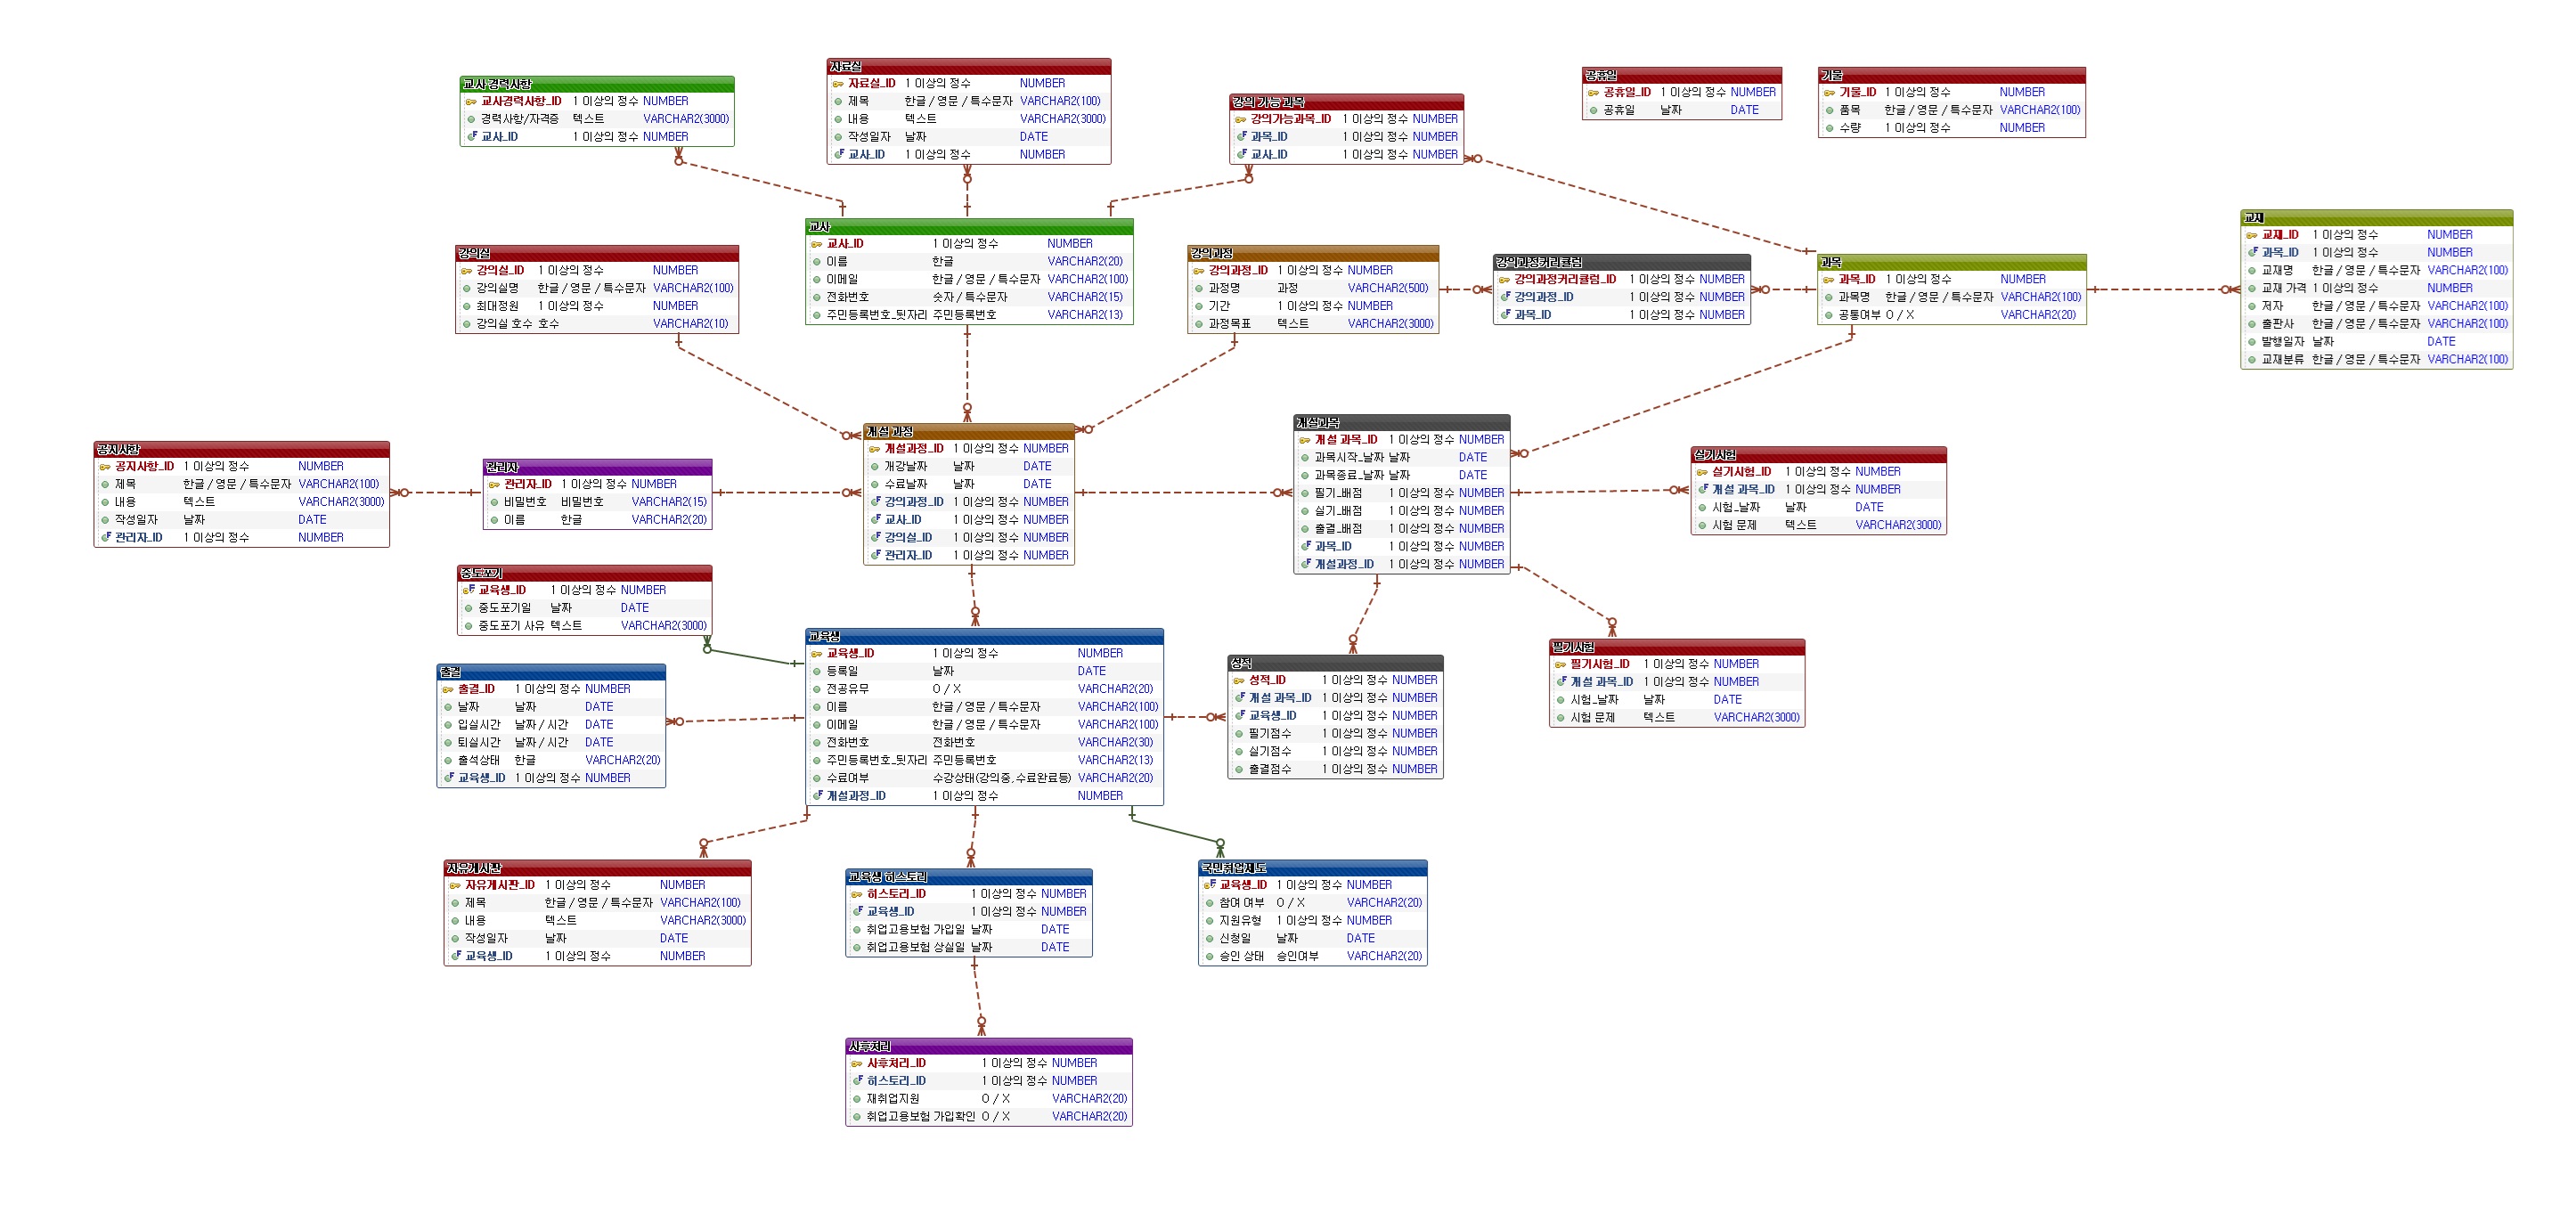 교사 경력사항
교사경력사항_ID 1 이상의 정수 NUMBER
경력사항/자격증 텍스트 VARCHAR2(3000)
교사_ID 1 이상의 정수 NUMBER
자료실
자료실_ID 1 이상의 정수 NUMBER
제목 한글 / 영문 / 특수문자 VARCHAR2(100)
내용 텍스트 VARCHAR2(3000)
작성일자 날짜 DATE
교사_ID 1 이상의 정수 NUMBER
강의 가능 과목
강의가능과목_ID 1 이상의 정수 NUMBER
과목_ID 1 이상의 정수 NUMBER
교사_ID 1 이상의 정수 NUMBER
공휴일
공휴일_ID 1 이상의 정수 NUMBER
공휴일 날짜 DATE
기물
기물_ID 1 이상의 정수 NUMBER
품목 한글 / 영문 / 특수문자 VARCHAR2(100)
수량 1 이상의 정수 NUMBER
강의실
강의실_ID 1 이상의 정수 NUMBER
강의실명 한글 / 영문 / 특수문자 VARCHAR2(100)
최대정원 1 이상의 정수 NUMBER
강의실 호수 호수 VARCHAR2(10)
교사
교사_ID 1 이상의 정수 NUMBER
이름 한글 VARCHAR2(20)
이메일 한글 / 영문 / 특수문자 VARCHAR2(100)
전화번호 숫자 / 특수문자 VARCHAR2(15)
주민등록번호_뒷자리 주민등록번호 VARCHAR2(13)
강의과정
강의과정_ID 1 이상의 정수 NUMBER
과정명 과정 VARCHAR2(500)
기간 1 이상의 정수 NUMBER
과정목표 텍스트 VARCHAR2(3000)
강의과정커리큘럼
강의과정커리큘럼_ID 1 이상의 정수 NUMBER
강의과정_ID 1 이상의 정수 NUMBER
과목_ID 1 이상의 정수 NUMBER
과목
과목_ID 1 이상의 정수 NUMBER
과목명 한글 / 영문 / 특수문자 VARCHAR2(100)
공통여부 O / X VARCHAR2(20)
교재
교재_ID 1 이상의 정수 NUMBER
과목_ID 1 이상의 정수 NUMBER
교재명 한글 / 영문 / 특수문자 VARCHAR2(100)
교재 가격 1 이상의 정수 NUMBER
저자 한글 / 영문 / 특수문자 VARCHAR2(100)
출판사 한글 / 영문 / 특수문자 VARCHAR2(100)
발행일자 날짜 DATE
교재분류 한글 / 영문 / 특수문자 VARCHAR2(100)
공지사항
공지사항_ID 1 이상의 정수 NUMBER
제목 한글 / 영문 / 특수문자 VARCHAR2(100)
내용 텍스트 VARCHAR2(3000)
작성일자 날짜 DATE
관리자_ID 1 이상의 정수 NUMBER
관리자
관리자_ID 1 이상의 정수 NUMBER
비밀번호 비밀번호 VARCHAR2(15)
이름 한글 VARCHAR2(20)
개설 과정
개설과정_ID 1 이상의 정수 NUMBER
개강날짜 날짜 DATE
수료날짜 날짜 DATE
강의과정_ID 1 이상의 정수 NUMBER
교사_ID 1 이상의 정수 NUMBER
강의실_ID 1 이상의 정수 NUMBER
관리자_ID 1 이상의 정수 NUMBER
개설과목
개설 과목_ID 1 이상의 정수 NUMBER
과목시작_날짜 날짜 DATE
과목종료_날짜 날짜 DATE
필기_배점 1 이상의 정수 NUMBER
실기_배점 1 이상의 정수 NUMBER
출결_배점 1 이상의 정수 NUMBER
과목_ID 1 이상의 정수 NUMBER
개설과정_ID 1 이상의 정수 NUMBER
실기시험
실기시험_ID 1 이상의 정수 NUMBER
개설 과목_ID 1 이상의 정수 NUMBER
시험_날짜 날짜 DATE
시험 문제 텍스트 VARCHAR2(3000)
중도포기
교육생_ID 1 이상의 정수 NUMBER
중도포기일 날짜 DATE
중도포기 사유 텍스트 VARCHAR2(3000)
출결
출결_ID 1 이상의 정수 NUMBER
날짜 날짜 DATE
입실시간 날짜 / 시간 DATE
퇴실시간 날짜 / 시간 DATE
출석상태 한글 VARCHAR2(20)
교육생_ID 1 이상의 정수 NUMBER
교육생
교육생_ID 1 이상의 정수 NUMBER
등록일 날짜 DATE
전공유무 O / X VARCHAR2(20)
이름 한글 / 영문 / 특수문자 VARCHAR2(100)
이메일 한글 / 영문 / 특수문자 VARCHAR2(100)
전화번호 전화번호 VARCHAR2(30)
주민등록번호_뒷자리 주민등록번호 VARCHAR2(13)
수료여부 수강상태(강의중,수료완료등) VARCHAR2(20)
개설과정_ID 1 이상의 정수 NUMBER
성적
성적_ID 1 이상의 정수 NUMBER
개설 과목_ID 1 이상의 정수 NUMBER
교육생_ID 1 이상의 정수 NUMBER
필기점수 1 이상의 정수 NUMBER
실기점수 1 이상의 정수 NUMBER
출결점수 1 이상의 정수 NUMBER
필기시험
필기시험_ID 1 이상의 정수 NUMBER
개설 과목_ID 1 이상의 정수 NUMBER
시험_날짜 날짜 DATE
시험 문제 텍스트 VARCHAR2(3000)
자유게시판
자유게시판_ID 1 이상의 정수 NUMBER
제목 한글 / 영문 / 특수문자 VARCHAR2(100)
내용 텍스트 VARCHAR2(3000)
작성일자 날짜 DATE
교육생_ID 1 이상의 정수 NUMBER
교육생 히스토리
히스토리_ID 1 이상의 정수 NUMBER
교육생_ID 1 이상의 정수 NUMBER
취업고용보험 가입일 날짜 DATE
취업고용보험 상실일 날짜 DATE
국민취업제도
교육생_ID 1 이상의 정수 NUMBER
참여 여부 O / X VARCHAR2(20)
지원유형 1 이상의 정수 NUMBER
신청일 날짜 DATE
승인 상태 승인여부 VARCHAR2(20)
사후처리
사후처리_ID 1 이상의 정수 NUMBER
히스토리_ID 1 이상의 정수 NUMBER
재취업지원 O / X VARCHAR2(20)
취업고용보험 가입확인 O / X VARCHAR2(20)